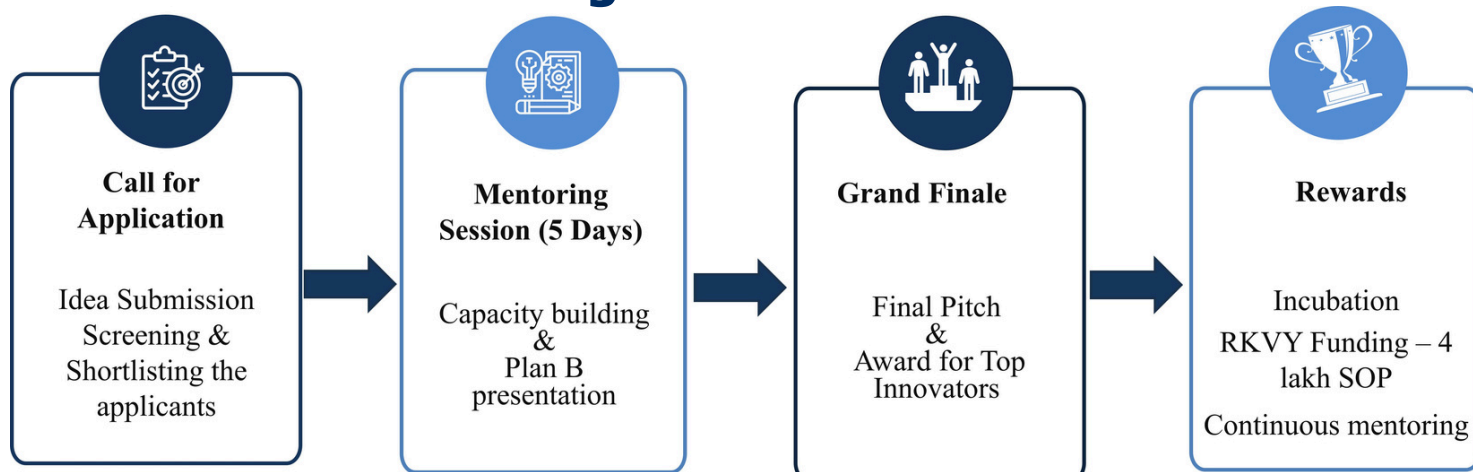 Call for
Application
Idea Submission
Screening &
Shortlisting the
applicants
Mentoring
Session (5 Days)
Capacity building
&
Plan B
presentation
Grand Finale
Final Pitch
&
Award for Top
Innovators
Rewards
Incubation
RKVY Funding – 4
lakh SOP
Continuous mentoring